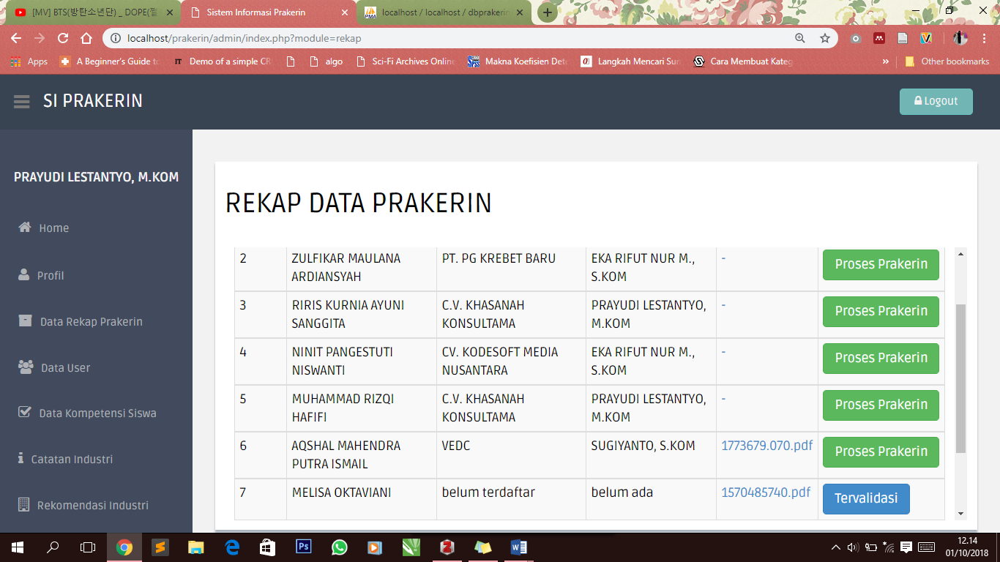 [MV] BTS(방탄소년단) _ DOPE(쩔
Sistem Informasi Prakerin
localhost / localhost / dbprakerin
localhost/prakerin/admin/index.php?module=rekap
Apps
A Beginner's Guide to
IT
Demo of a simple CR
algo
Sci-Fi Archives Online
Makna Koefisien Dete
Langkah Mencari Sum
Cara Membuat Kateg
»
Other bookmarks
SI PRAKERIN
Logout
PRAYUDI LESTANTYO, M.KOM
Home
Profil
Data Rekap Prakerin
Data User
Data Kompetensi Siswa
Catatan Industri
Rekomendasi Industri
REKAP DATA PRAKERIN
2 ZULFIKAR MAULANA PT. PG KREBET BARU EKA RIFUT NUR M., - Proses Prakerin
ARDIANSYAH S.KOM
3 RIRIS KURNIA AYUNI C.V. KHASANAH PRAYUDI LESTANTYO, - Proses Prakerin
SANGGITA KONSULTAMA M.KOM
4 NINIT PANGESTUTI CV. KODESOFT MEDIA EKA RIFUT NUR M., - Proses Prakerin
NISWANTI NUSANTARA S.KOM
5 MUHAMMAD RIZQI C.V. KHASANAH PRAYUDI LESTANTYO, - Proses Prakerin
HAFIFI KONSULTAMA M.KOM
6 AQSHAL MAHENDRA VEDC SUGIYANTO, S.KOM 1773679.070.pdf Proses Prakerin
PUTRA ISMAIL
7 MELISA OKTAVIANI belum terdaftar belum ada 1570485740.pdf Tervalidasi
12.14
01/10/2018